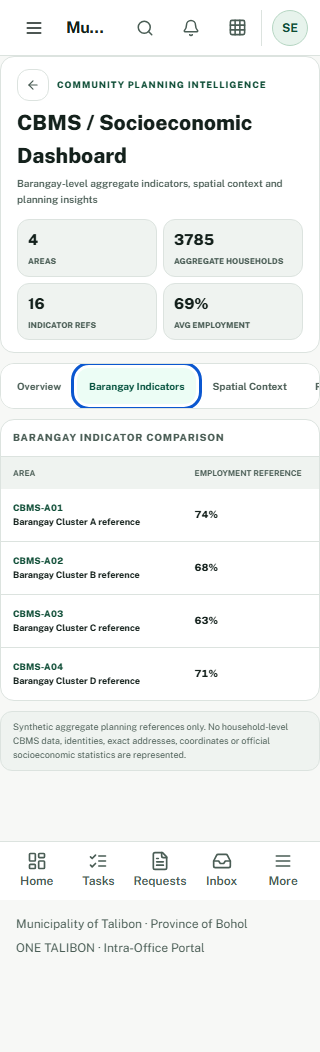 Mu...
SE
COMMUNITY PLANNING INTELLIGENCE
CBMS / Socioeconomic
Dashboard
Barangay-level aggregate indicators, spatial context and
planning insights
4
AREAS
3785
AGGREGATE HOUSEHOLDS
16
INDICATOR REFS
69%
AVG EMPLOYMENT
Overview
Barangay Indicators
Spatial Context
BARANGAY INDICATOR COMPARISON
AREA
EMPLOYMENT REFERENCE
CBMS-A01
Barangay Cluster A reference
74%
CBMS-A02
Barangay Cluster B reference
68%
CBMS-A03
Barangay Cluster C reference
63%
CBMS-A04
Barangay Cluster D reference
71%
Synthetic aggregate planning references only. No household-level
CBMS data, identities, exact addresses, coordinates or official
socioeconomic statistics are represented.
Home
Tasks
Requests
Inbox
More
Municipality of Talibon · Province of Bohol
ONE TALIBON · Intra-Office Portal